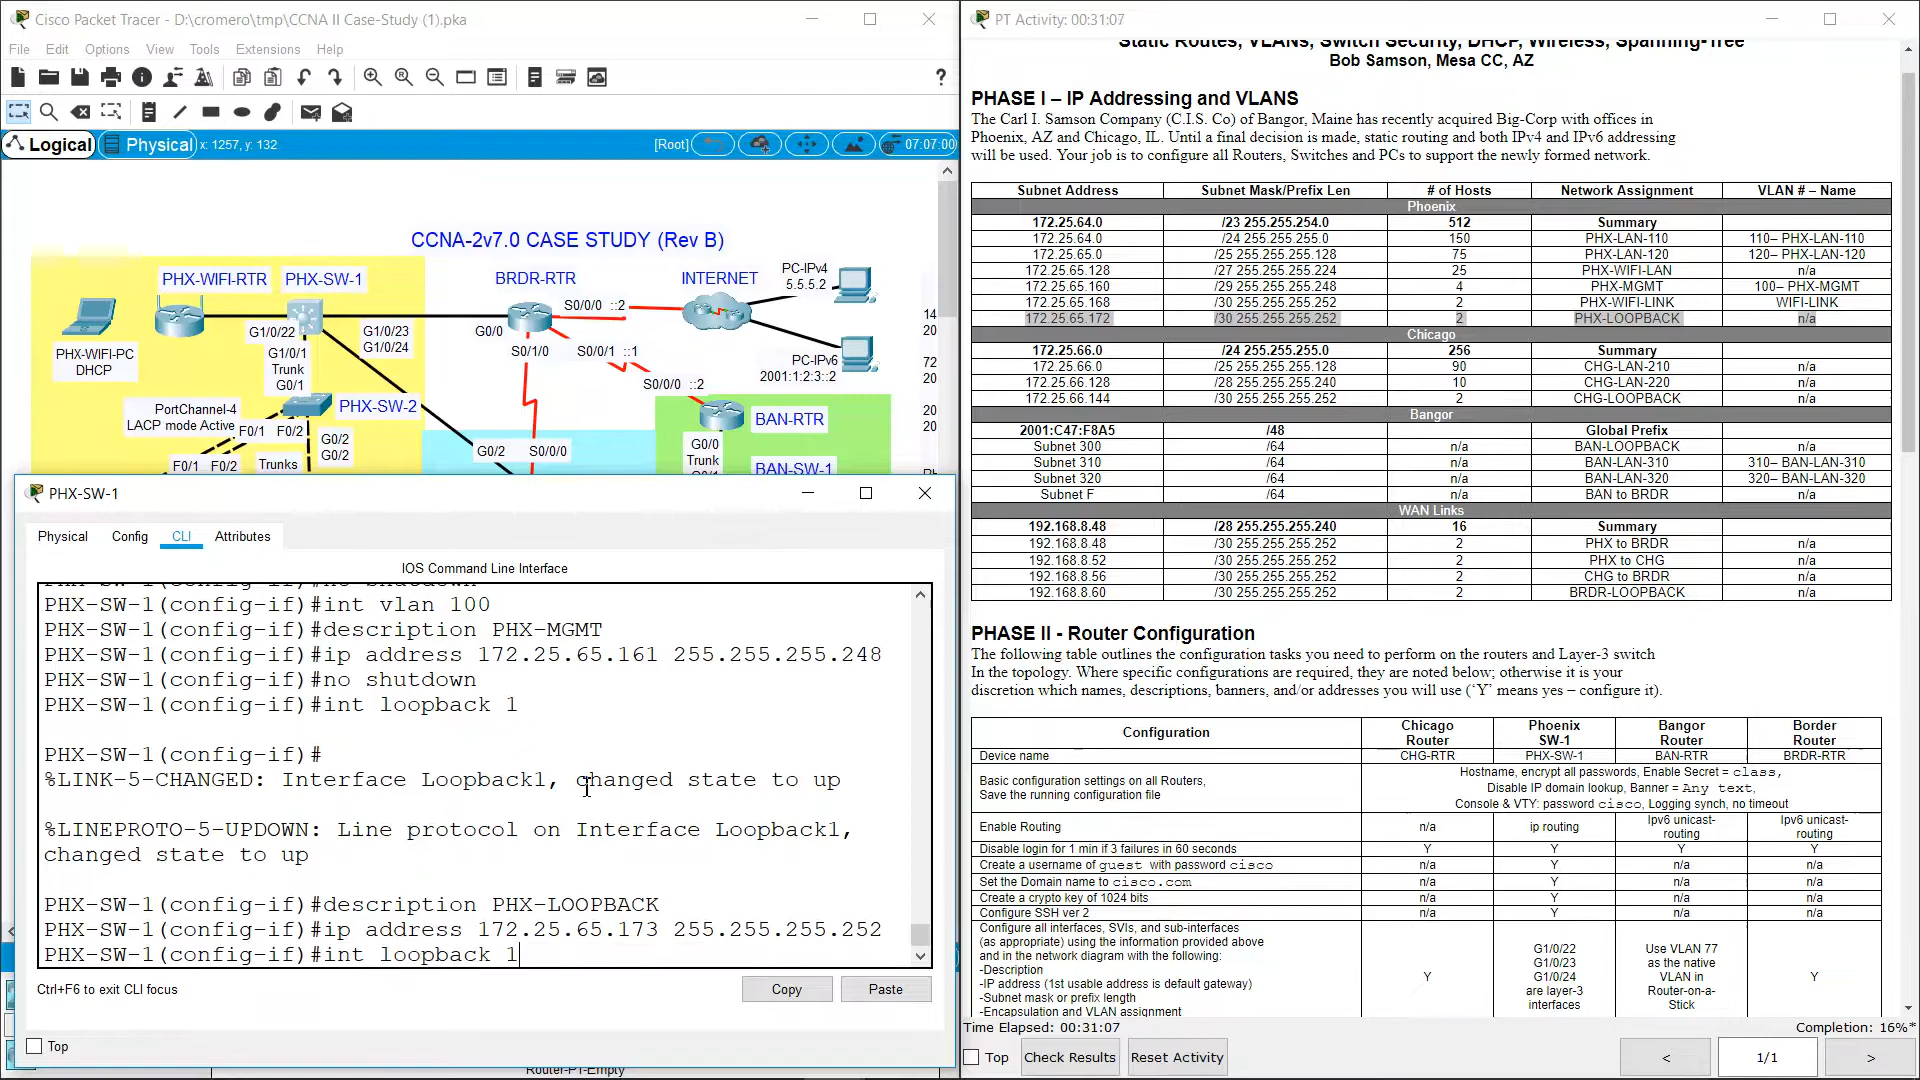 Cisco Packet Tracer - D:\cromero\tmp\CCNA II Case-Study (1).pka
File Edit Options View Tools Extensions Help
Logical Physical x: 1257, y: 132 [Root] 07:07:00
CCNA-2v7.0 CASE STUDY (Rev B)
PHX-WIFI-RTR PHX-SW-1 BRDR-RTR INTERNET
PC-IPv4
5.5.5.2
S0/0/0 ::2
G1/0/22
G1/0/23
G1/0/24
G0/0
S0/1/0
S0/0/1 ::1
PC-IPv6
2001:1:2:3::2
PHX-WIFI-PC
DHCP
G1/0/1
Trunk
G0/1
S0/0/0 ::2
PHX-SW-2
BAN-RTR
PortChannel-4
LACP mode Active
F0/1 F0/2
G0/2
G0/2
G0/2
S0/0/0
G0/0
Trunk
F0/1 F0/2
Trunks
BAN-SW-1
14
20
72
20
20
20
PHX-SW-1
Physical Config CLI Attributes
IOS Command Line Interface
PHX-SW-1(config-if)#no shutdown
PHX-SW-1(config-if)#int vlan 100
PHX-SW-1(config-if)#description PHX-MGMT
PHX-SW-1(config-if)#ip address 172.25.65.161 255.255.255.248
PHX-SW-1(config-if)#no shutdown
PHX-SW-1(config-if)#int loopback 1
PHX-SW-1(config-if)#
%LINK-5-CHANGED: Interface Loopback1, changed state to up
%LINEPROTO-5-UPDOWN: Line protocol on Interface Loopback1,
changed state to up
PHX-SW-1(config-if)#description PHX-LOOPBACK
PHX-SW-1(config-if)#ip address 172.25.65.173 255.255.255.252
PHX-SW-1(config-if)#int loopback 1
Ctrl+F6 to exit CLI focus
Copy Paste
Top
Router-PT-Empty
PT Activity: 00:31:07
Static Routes, VLANs, Switch Security, DHCP, Wireless, Spanning-Tree
Bob Samson, Mesa CC, AZ
PHASE I – IP Addressing and VLANS
The Carl I. Samson Company (C.I.S. Co) of Bangor, Maine has recently acquired Big-Corp with offices in
Phoenix, AZ and Chicago, IL. Until a final decision is made, static routing and both IPv4 and IPv6 addressing
will be used. Your job is to configure all Routers, Switches and PCs to support the newly formed network.
Subnet Address Subnet Mask/Prefix Len # of Hosts Network Assignment VLAN # – Name
Phoenix
172.25.64.0 /23 255.255.254.0 512 Summary
172.25.64.0 /24 255.255.255.0 150 PHX-LAN-110 110– PHX-LAN-110
172.25.65.0 /25 255.255.255.128 75 PHX-LAN-120 120– PHX-LAN-120
172.25.65.128 /27 255.255.255.224 25 PHX-WIFI-LAN n/a
172.25.65.160 /29 255.255.255.248 4 PHX-MGMT 100– PHX-MGMT
172.25.65.168 /30 255.255.255.252 2 PHX-WIFI-LINK WIFI-LINK
172.25.65.172 /30 255.255.255.252 2 PHX-LOOPBACK n/a
Chicago
172.25.66.0 /24 255.255.255.0 256 Summary
172.25.66.0 /25 255.255.255.128 90 CHG-LAN-210 n/a
172.25.66.128 /28 255.255.255.240 10 CHG-LAN-220 n/a
172.25.66.144 /30 255.255.255.252 2 CHG-LOOPBACK n/a
Bangor
2001:C47:F8A5 /48 Global Prefix
Subnet 300 /64 n/a BAN-LOOPBACK n/a
Subnet 310 /64 n/a BAN-LAN-310 310– BAN-LAN-310
Subnet 320 /64 n/a BAN-LAN-320 320– BAN-LAN-320
Subnet F /64 n/a BAN to BRDR n/a
WAN Links
192.168.8.48 /28 255.255.255.240 16 Summary
192.168.8.48 /30 255.255.255.252 2 PHX to BRDR n/a
192.168.8.52 /30 255.255.255.252 2 PHX to CHG n/a
192.168.8.56 /30 255.255.255.252 2 CHG to BRDR n/a
192.168.8.60 /30 255.255.255.252 2 BRDR-LOOPBACK n/a
PHASE II - Router Configuration
The following table outlines the configuration tasks you need to perform on the routers and Layer-3 switch
In the topology. Where specific configurations are required, they are noted below; otherwise it is your
discretion which names, descriptions, banners, and/or addresses you will use (‘Y’ means yes – configure it).
Configuration Chicago Router Phoenix SW-1 Bangor Router Border Router
Device name CHG-RTR PHX-SW-1 BAN-RTR BRDR-RTR
Basic configuration settings on all Routers,
Save the running configuration file
Hostname, encrypt all passwords, Enable Secret = class,
Disable IP domain lookup, Banner = Any text,
Console & VTY: password cisco, Logging synch, no timeout
Enable Routing n/a ip routing Ipv6 unicast-routing Ipv6 unicast-routing
Disable login for 1 min if 3 failures in 60 seconds Y Y Y Y
Create a username of guest with password cisco n/a Y n/a n/a
Set the Domain name to cisco.com n/a Y n/a n/a
Create a crypto key of 1024 bits n/a Y n/a n/a
Configure SSH ver 2 n/a Y n/a n/a
Configure all interfaces, SVIs, and sub-interfaces
(as appropriate) using the information provided above
and in the network diagram with the following:
-Description
-IP address (1st usable address is default gateway)
-Subnet mask or prefix length
-Encapsulation and VLAN assignment
Y
G1/0/22
G1/0/23
G1/0/24
are layer-3
interfaces
Use VLAN 77
as the native
VLAN in
Router-on-a-
Stick
Y
Time Elapsed: 00:31:07 Completion: 16%*
Top Check Results Reset Activity < 1/1 >